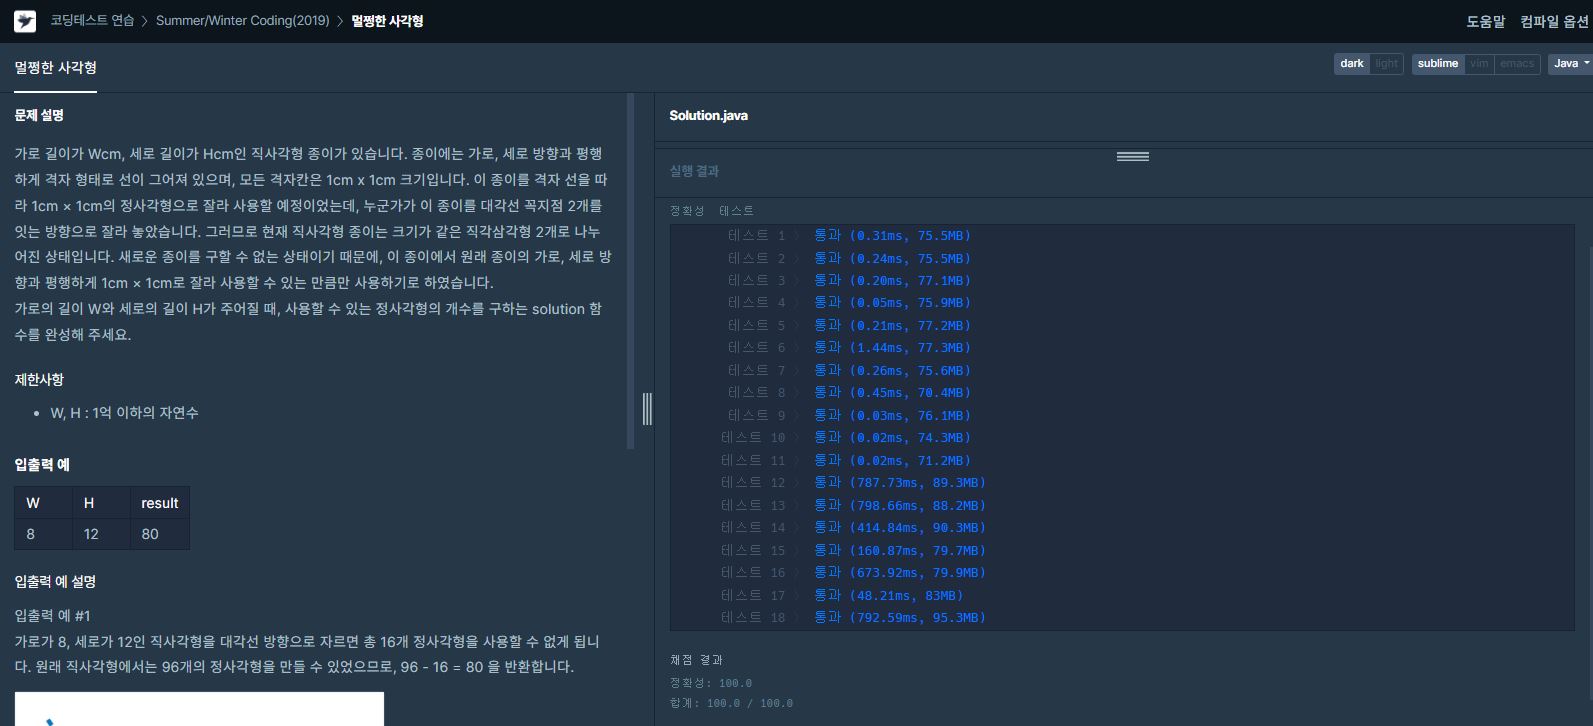 코딩테스트 연습 > Summer/Winter Coding(2019) > 멀쩡한 사각형
도움말 컴파일 옵션
멀쩡한 사각형
dark light sublime vim emacs Java
문제 설명
가로 길이가 Wcm, 세로 길이가 Hcm인 직사각형 종이가 있습니다. 종이에는 가로, 세로 방향과 평행
하게 격자 형태로 선이 그어져 있으며, 모든 격자칸은 1cm x 1cm 크기입니다. 이 종이를 격자 선을 따
라 1cm × 1cm의 정사각형으로 잘라 사용할 예정이었는데, 누군가가 이 종이를 대각선 꼭지점 2개를
잇는 방향으로 잘라 놓았습니다. 그러므로 현재 직사각형 종이는 크기가 같은 직각삼각형 2개로 나누
어진 상태입니다. 새로운 종이를 구할 수 없는 상태이기 때문에, 이 종이에서 원래 종이의 가로, 세로 방
향과 평행하게 1cm × 1cm로 잘라 사용할 수 있는 만큼만 사용하기로 하였습니다.
가로의 길이 W와 세로의 길이 H가 주어질 때, 사용할 수 있는 정사각형의 개수를 구하는 solution 함
수를 완성해 주세요.
제한사항
• W, H : 1억 이하의 자연수
입출력 예
W H result
8 12 80
입출력 예 설명
입출력 예 #1
가로가 8, 세로가 12인 직사각형을 대각선 방향으로 자르면 총 16개 정사각형을 사용할 수 없게 됩니
다. 원래 직사각형에서는 96개의 정사각형을 만들 수 있었으므로, 96 - 16 = 80 을 반환합니다.
Solution.java
실행 결과
정확성 테스트
테스트 1 > 통과 (0.31ms, 75.5MB)
테스트 2 > 통과 (0.24ms, 75.5MB)
테스트 3 > 통과 (0.20ms, 77.1MB)
테스트 4 > 통과 (0.05ms, 75.9MB)
테스트 5 > 통과 (0.21ms, 77.2MB)
테스트 6 > 통과 (1.44ms, 77.3MB)
테스트 7 > 통과 (0.26ms, 75.6MB)
테스트 8 > 통과 (0.45ms, 70.4MB)
테스트 9 > 통과 (0.03ms, 76.1MB)
테스트 10 > 통과 (0.02ms, 74.3MB)
테스트 11 > 통과 (0.02ms, 71.2MB)
테스트 12 > 통과 (787.73ms, 89.3MB)
테스트 13 > 통과 (798.66ms, 88.2MB)
테스트 14 > 통과 (414.84ms, 90.3MB)
테스트 15 > 통과 (160.87ms, 79.7MB)
테스트 16 > 통과 (673.92ms, 79.9MB)
테스트 17 > 통과 (48.21ms, 83MB)
테스트 18 > 통과 (792.59ms, 95.3MB)
채점 결과
정확성: 100.0
합계: 100.0 / 100.0